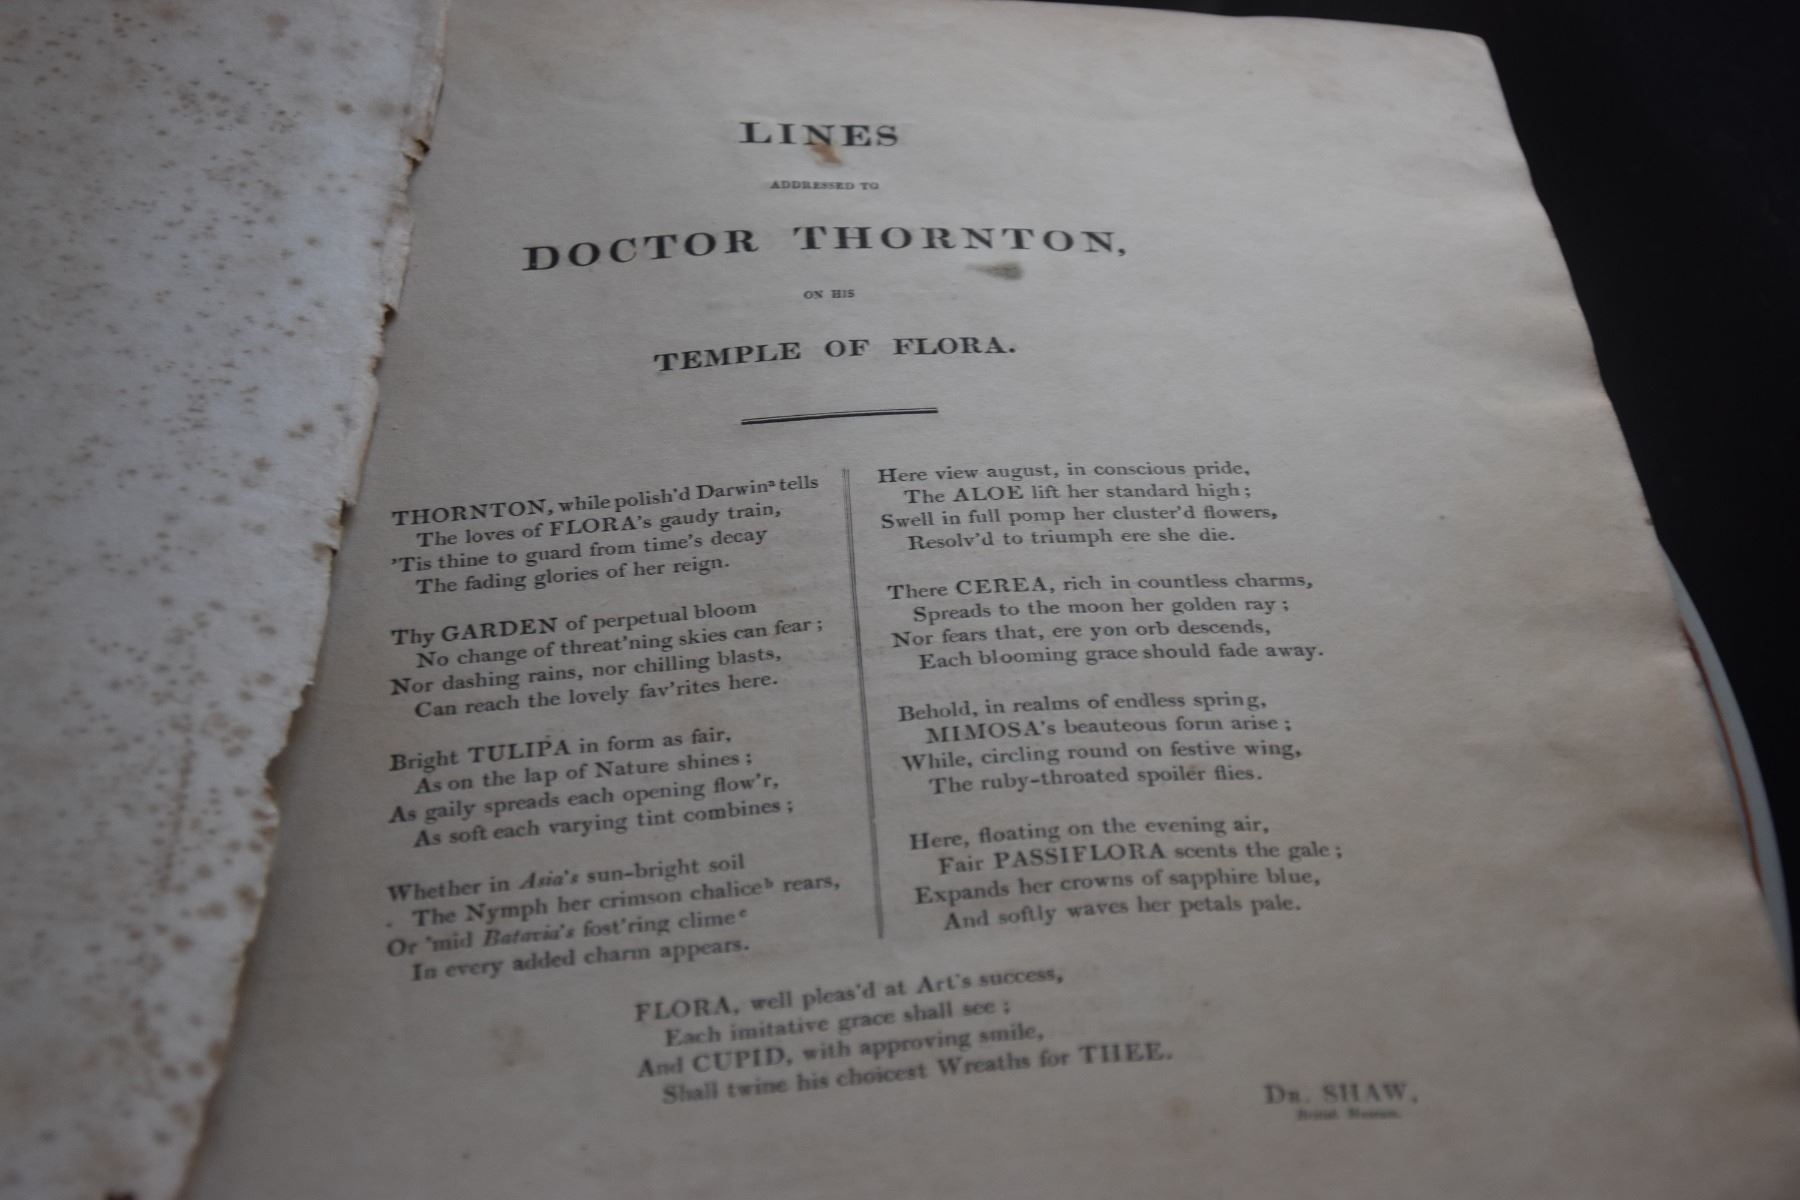 LINES
ADDRESSED TO
DOCTOR THORNTON,
ON HIS
TEMPLE OF FLORA.
THORNTON, while polish'd Darwinᵃ tells
The loves of FLORA's gaudy train,
'Tis thine to guard from time's decay
The fading glories of her reign.
Thy GARDEN of perpetual bloom
No change of threat'ning skies can fear;
Nor dashing rains, nor chilling blasts,
Can reach the lovely fav'rites here.
Bright TULIPA in form as fair,
As on the lap of Nature shines;
As gaily spreads each opening flow'r,
As soft each varying tint combines;
Whether in Asia's sun-bright soil
The Nymph her crimson chaliceᵇ rears,
Or 'mid Batavia's fost'ring climeᶜ
In every added charm appears.
Here view august, in conscious pride,
The ALOE lift her standard high;
Swell in full pomp her cluster'd flowers,
Resolv'd to triumph ere she die.
There CEREA, rich in countless charms,
Spreads to the moon her golden ray;
Nor fears that, ere yon orb descends,
Each blooming grace should fade away.
Behold, in realms of endless spring,
MIMOSA's beauteous form arise;
While, circling round on festive wing,
The ruby-throated spoiler flies.
Here, floating on the evening air,
Fair PASSIFLORA scents the gale;
Expands her crowns of sapphire blue,
And softly waves her petals pale.
FLORA, well pleas'd at Art's success,
Each imitative grace shall see;
And CUPID, with approving smile,
Shall twine his choicest Wreaths for THEE.
DR. SHAW,
British Museum.